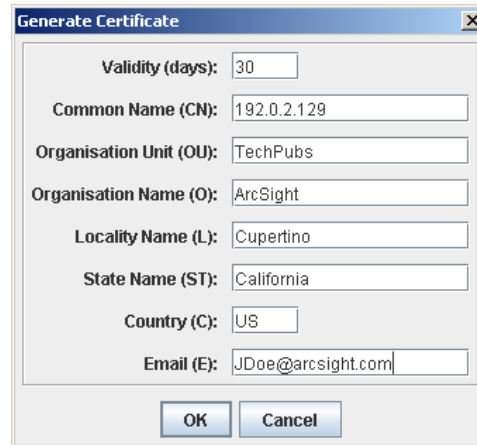 Generate Certificate
Validity (days): 30
Common Name (CN): 192.0.2.129
Organisation Unit (OU): TechPubs
Organisation Name (O): ArcSight
Locality Name (L): Cupertino
State Name (ST): California
Country (C): US
Email (E): JDoe@arcsight.com
OK Cancel